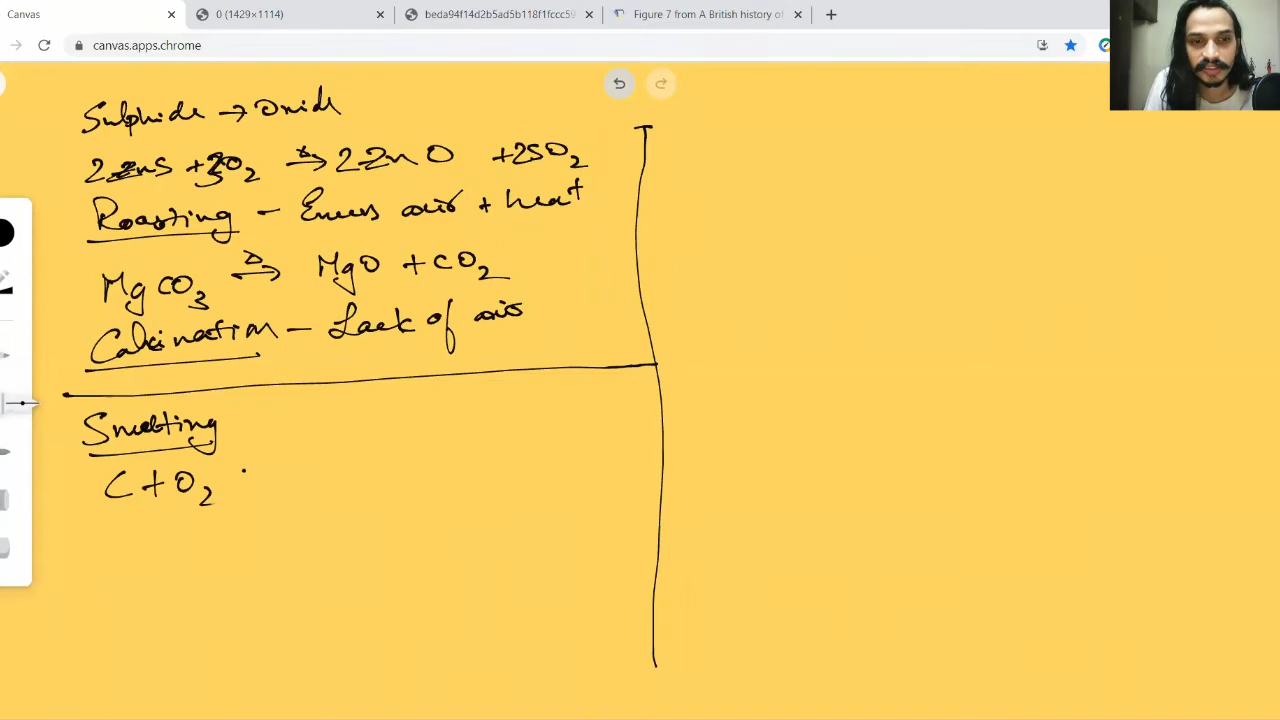 Canvas
0 (1429×1114)
beda94f14d2b5ad5b118f1fccc59
Figure 7 from A British history of
canvas.apps.chrome
Sulphide → Oxide
2ZnS + 3O2 →Δ 2ZnO + 2SO2
Roasting - Excess air + heat
MgCO3 ⇌Δ MgO + CO2
Calcination - Lack of air
Smelting
C + O2